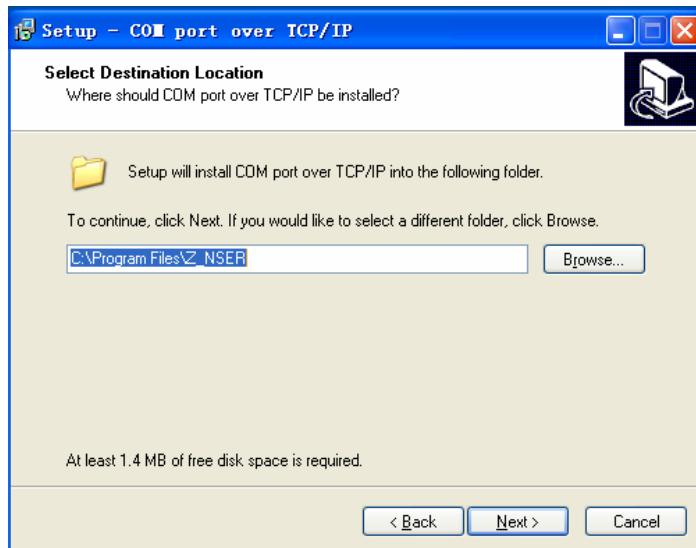 Setup - COM port over TCP/IP
Select Destination Location
Where should COM port over TCP/IP be installed?
Setup will install COM port over TCP/IP into the following folder.
To continue, click Next. If you would like to select a different folder, click Browse.
C:\Program Files\Z_NSER
Browse...
At least 1.4 MB of free disk space is required.
< Back Next > Cancel